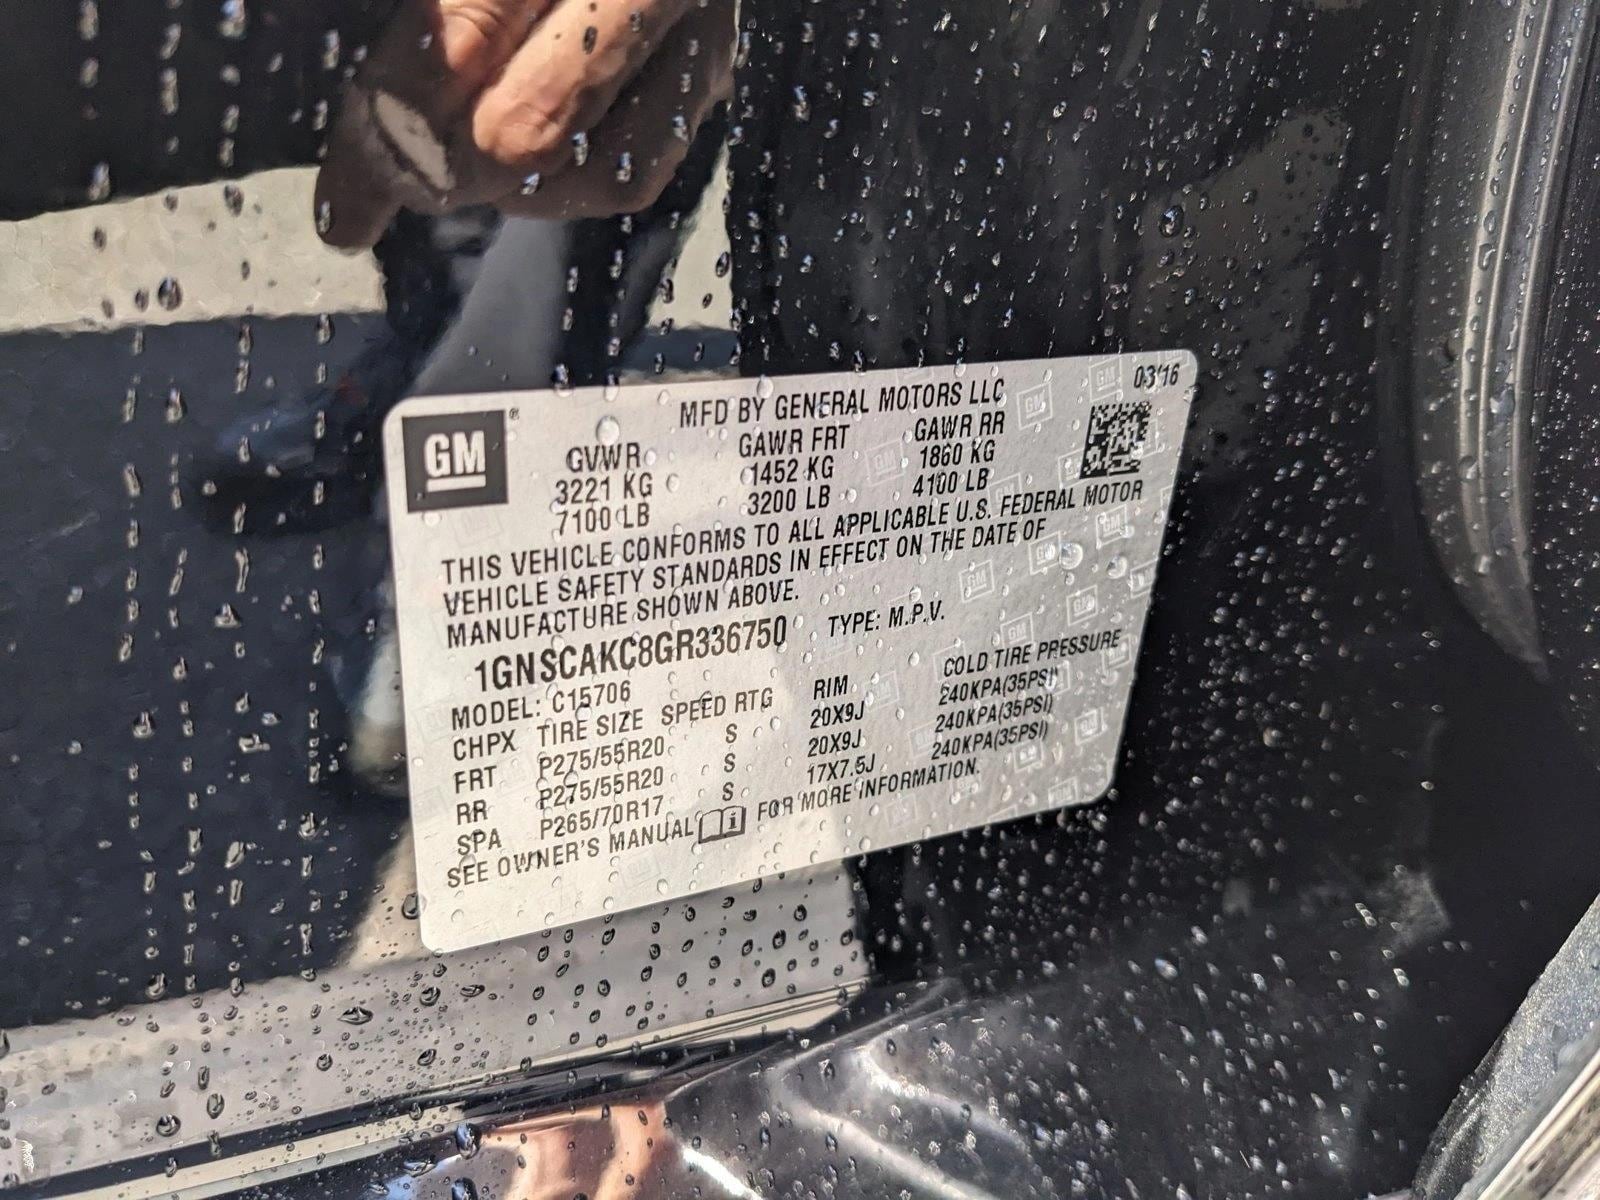 GM®
MFD BY GENERAL MOTORS LLC 03/16
GVWR GAWR FRT GAWR RR
3221 KG 1452 KG 1860 KG
7100 LB 3200 LB 4100 LB
THIS VEHICLE CONFORMS TO ALL APPLICABLE U.S. FEDERAL MOTOR
VEHICLE SAFETY STANDARDS IN EFFECT ON THE DATE OF
MANUFACTURE SHOWN ABOVE.
1GNSCAKC8GR336750 TYPE: M.P.V.
MODEL: C15706
CHPX TIRE SIZE SPEED RTG RIM COLD TIRE PRESSURE
FRT P275/55R20 S 20X9J 240KPA(35PSI)
RR P275/55R20 S 20X9J 240KPA(35PSI)
SPA P265/70R17 S 17X7.5J 240KPA(35PSI)
SEE OWNER'S MANUAL i FOR MORE INFORMATION.